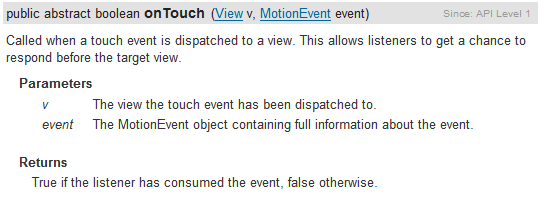 public abstract boolean onTouch (View v, MotionEvent event) Since: API Level 1
Called when a touch event is dispatched to a view. This allows listeners to get a chance to
respond before the target view.
Parameters
v The view the touch event has been dispatched to.
event The MotionEvent object containing full information about the event.
Returns
True if the listener has consumed the event, false otherwise.